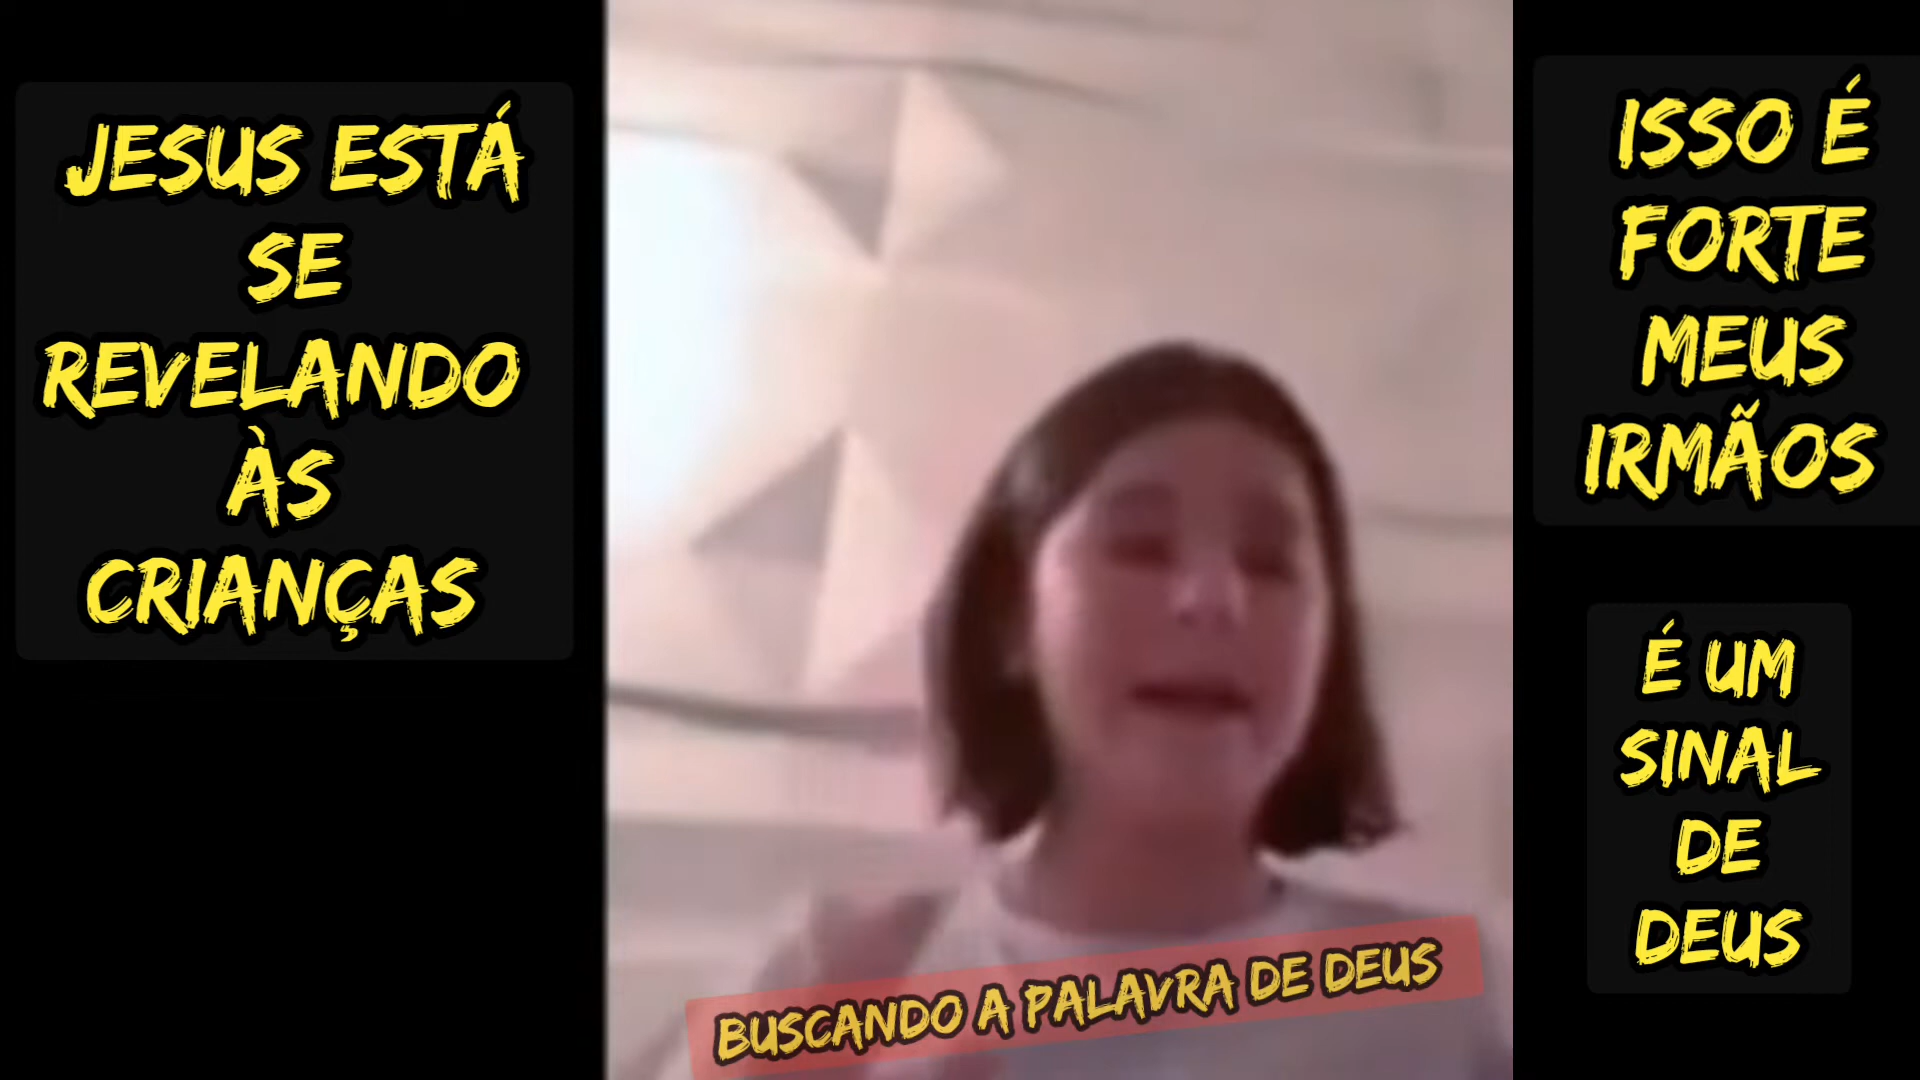 JESUS ESTÁ
SE
REVELANDO
ÀS
CRIANÇAS
ISSO É
FORTE
MEUS
IRMÃOS
É UM
SINAL
DE
DEUS
BUSCANDO A PALAVRA DE DEUS